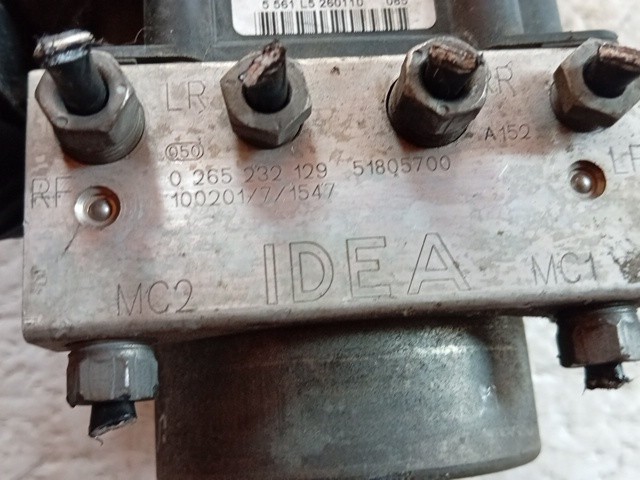 5 561 L5 260110 085
LR RR
050 A152
0 265 232 129 51805700
RF LF
100201/7/1547
IDEA
MC2 MC1